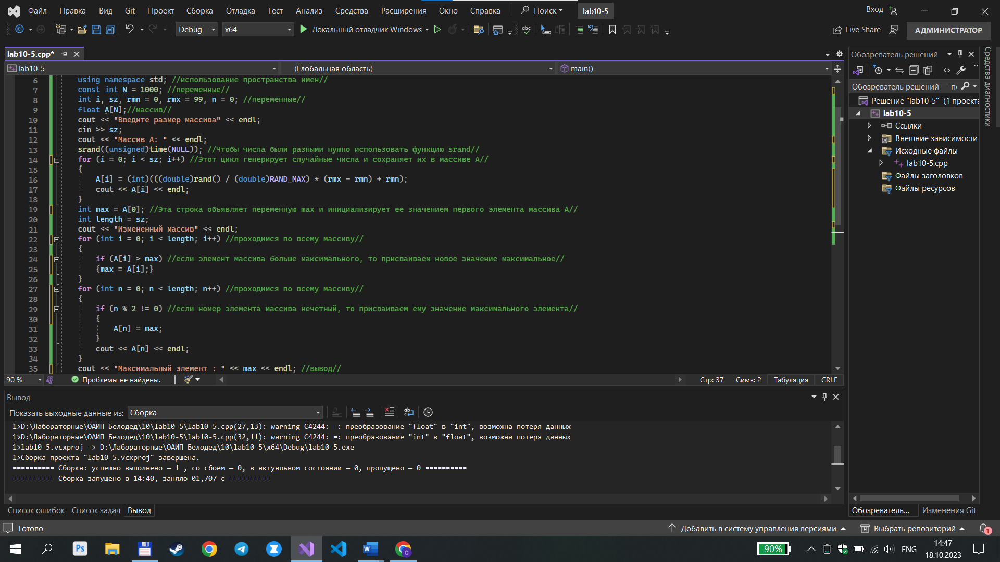 Файл Правка Вид Git Проект Сборка Отладка Тест Анализ Средства Расширения Окно Справка Поиск lab10-5 Вход
Debug x64 Локальный отладчик Windows Live Share АДМИНИСТРАТОР
lab10-5.cpp*
lab10-5 (Глобальная область) main()
6 using namespace std; //использование пространства имен//
7 const int N = 1000; //переменные//
8 int i, sz, rmn = 0, rmx = 99, n = 0; //переменные//
9 float A[N];//массив//
10 cout << "Введите размер массива" << endl;
11 cin >> sz;
12 cout << "Массив А: " << endl;
13 srand((unsigned)time(NULL)); //Чтобы числа были разными нужно использовать функцию srand//
14 for (i = 0; i < sz; i++) //Этот цикл генерирует случайные числа и сохраняет их в массиве A//
15 {
16 A[i] = (int)(((double)rand() / (double)RAND_MAX) * (rmx - rmn) + rmn);
17 cout << A[i] << endl;
18 }
19 int max = A[0]; //Эта строка объявляет переменную max и инициализирует ее значением первого элемента массива A//
20 int length = sz;
21 cout << "Измененный массив" << endl;
22 for (int i = 0; i < length; i++) //проходимся по всему массиву//
23 {
24 if (A[i] > max) //если элемент массива больше максимального, то присваиваем новое значение максимальное//
25 {max = A[i];}
26 }
27 for (int n = 0; n < length; n++) //проходимся по всему массиву//
28 {
29 if (n % 2 != 0) //если номер элемента массива нечетный, то присваиваем ему значение максимального элемента//
30 {
31 A[n] = max;
32 }
33 cout << A[n] << endl;
34 }
35 cout << "Максимальный элемент : " << max << endl; //вывод//
90 % Проблемы не найдены. Стр: 37 Симв: 2 Табуляция CRLF
Вывод
Показать выходные данные из: Сборка
1>D:\Лабораторные\ОАИП Белодед\10\lab10-5\lab10-5.cpp(27,13): warning C4244: =: преобразование "float" в "int", возможна потеря данных
1>D:\Лабораторные\ОАИП Белодед\10\lab10-5\lab10-5.cpp(32,11): warning C4244: =: преобразование "int" в "float", возможна потеря данных
1>lab10-5.vcxproj -> D:\Лабораторные\ОАИП Белодед\10\lab10-5\x64\Debug\lab10-5.exe
1>Сборка проекта "lab10-5.vcxproj" завершена.
========== Сборка: успешно выполнено — 1 , со сбоем — 0, в актуальном состоянии — 0, пропущено — 0 ==========
========== Сборка запущено в 14:40, заняло 01,707 с ==========
Список ошибок Список задач Вывод
Обозреватель решений
Обозреватель решений — п
Решение "lab10-5" (1 проекта
lab10-5
Ссылки
Внешние зависимости
Исходные файлы
lab10-5.cpp
Файлы заголовков
Файлы ресурсов
Обозреватель... Изменения Git
Средства диагностики
Готово Добавить в систему управления версиями Выбрать репозиторий 1
Ps W C 90% ENG 14:47
18.10.2023